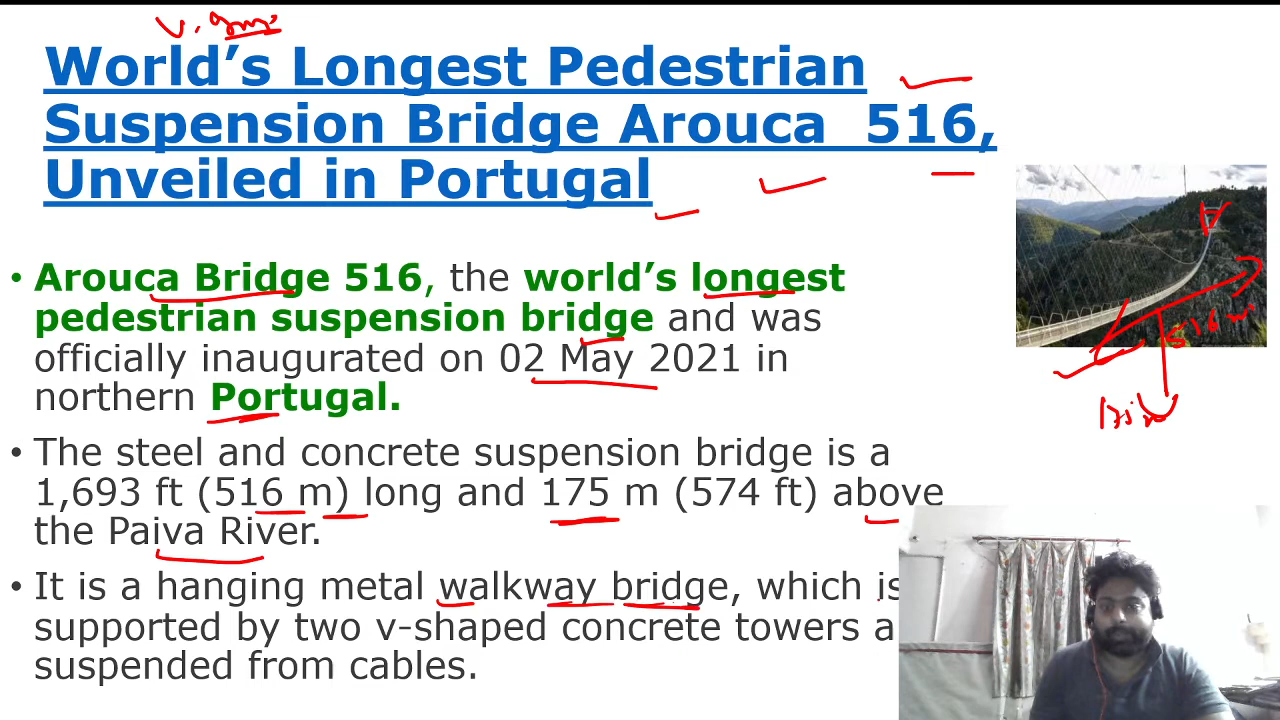 V. Imp
World's Longest Pedestrian
Suspension Bridge Arouca 516,
Unveiled in Portugal
• Arouca Bridge 516, the world's longest
pedestrian suspension bridge and was
officially inaugurated on 02 May 2021 in
northern Portugal.
516 m
• The steel and concrete suspension bridge is a
1,693 ft (516 m) long and 175 m (574 ft) above
the Paiva River.
• It is a hanging metal walkway bridge, which is
supported by two v-shaped concrete towers a
suspended from cables.